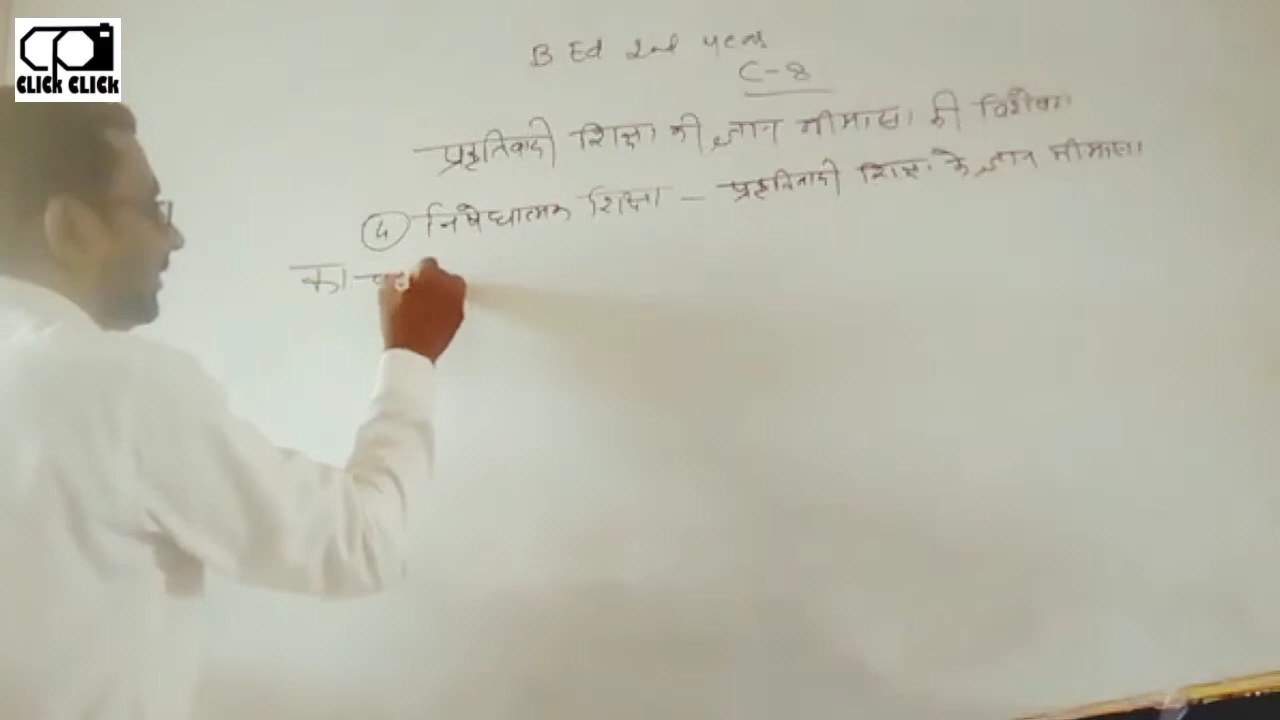 CLICK CLICK
B Ed 2nd year
C-8
प्रकृतिवादी शिक्षा की ज्ञान मीमासा की विशेषता
④ निषेधात्मक शिक्षा - प्रकृतिवादी शिक्षा के ज्ञान मीमासा
का